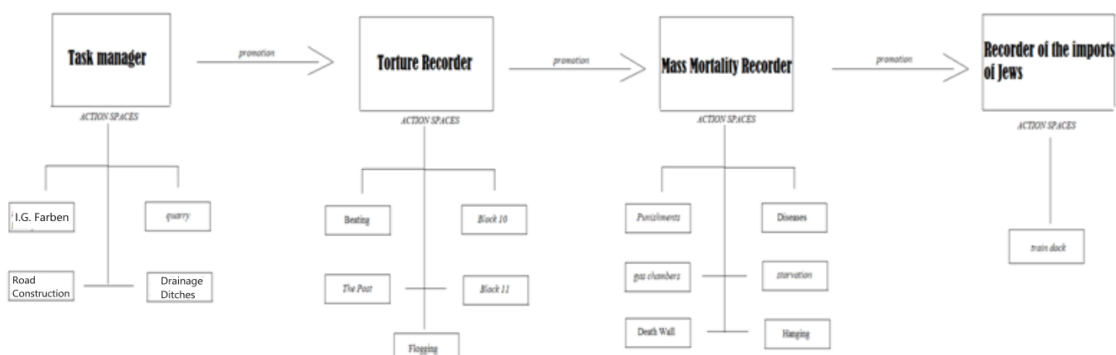 Task manager
promotion
Torture Recorder
promotion
Mass Mortality Recorder
promotion
Recorder of the imports
of Jews
ACTION SPACES
ACTION SPACES
ACTION SPACES
ACTION SPACES
I.G. Farben
quarry
Road
Construction
Drainage
Ditches
Beating
Block 10
The Post
Block 11
Flogging
Punishments
Diseases
gas chambers
starvation
Death Wall
Hanging
train dock